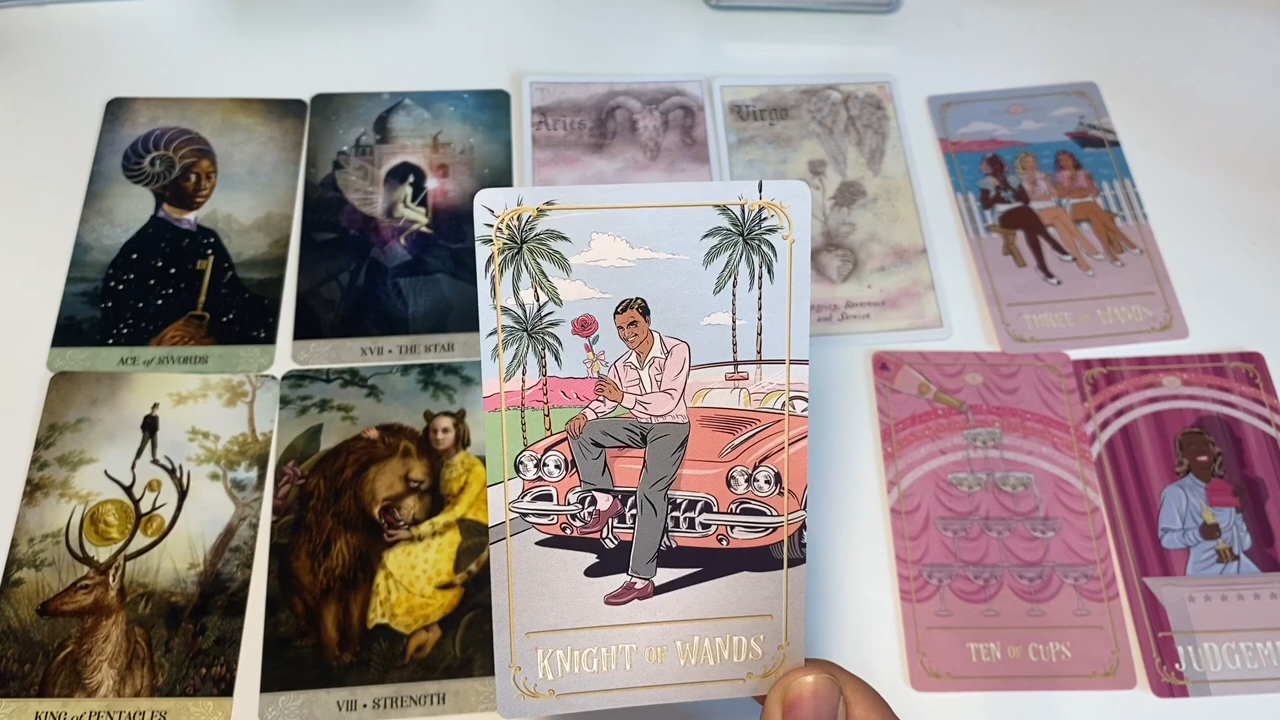 Aries
Virgo
and Service
THREE OF WANDS
ACE of SWORDS
XVII • THE STAR
KNIGHT OF WANDS
TEN OF CUPS
KING of PENTACLES
VIII • STRENGTH